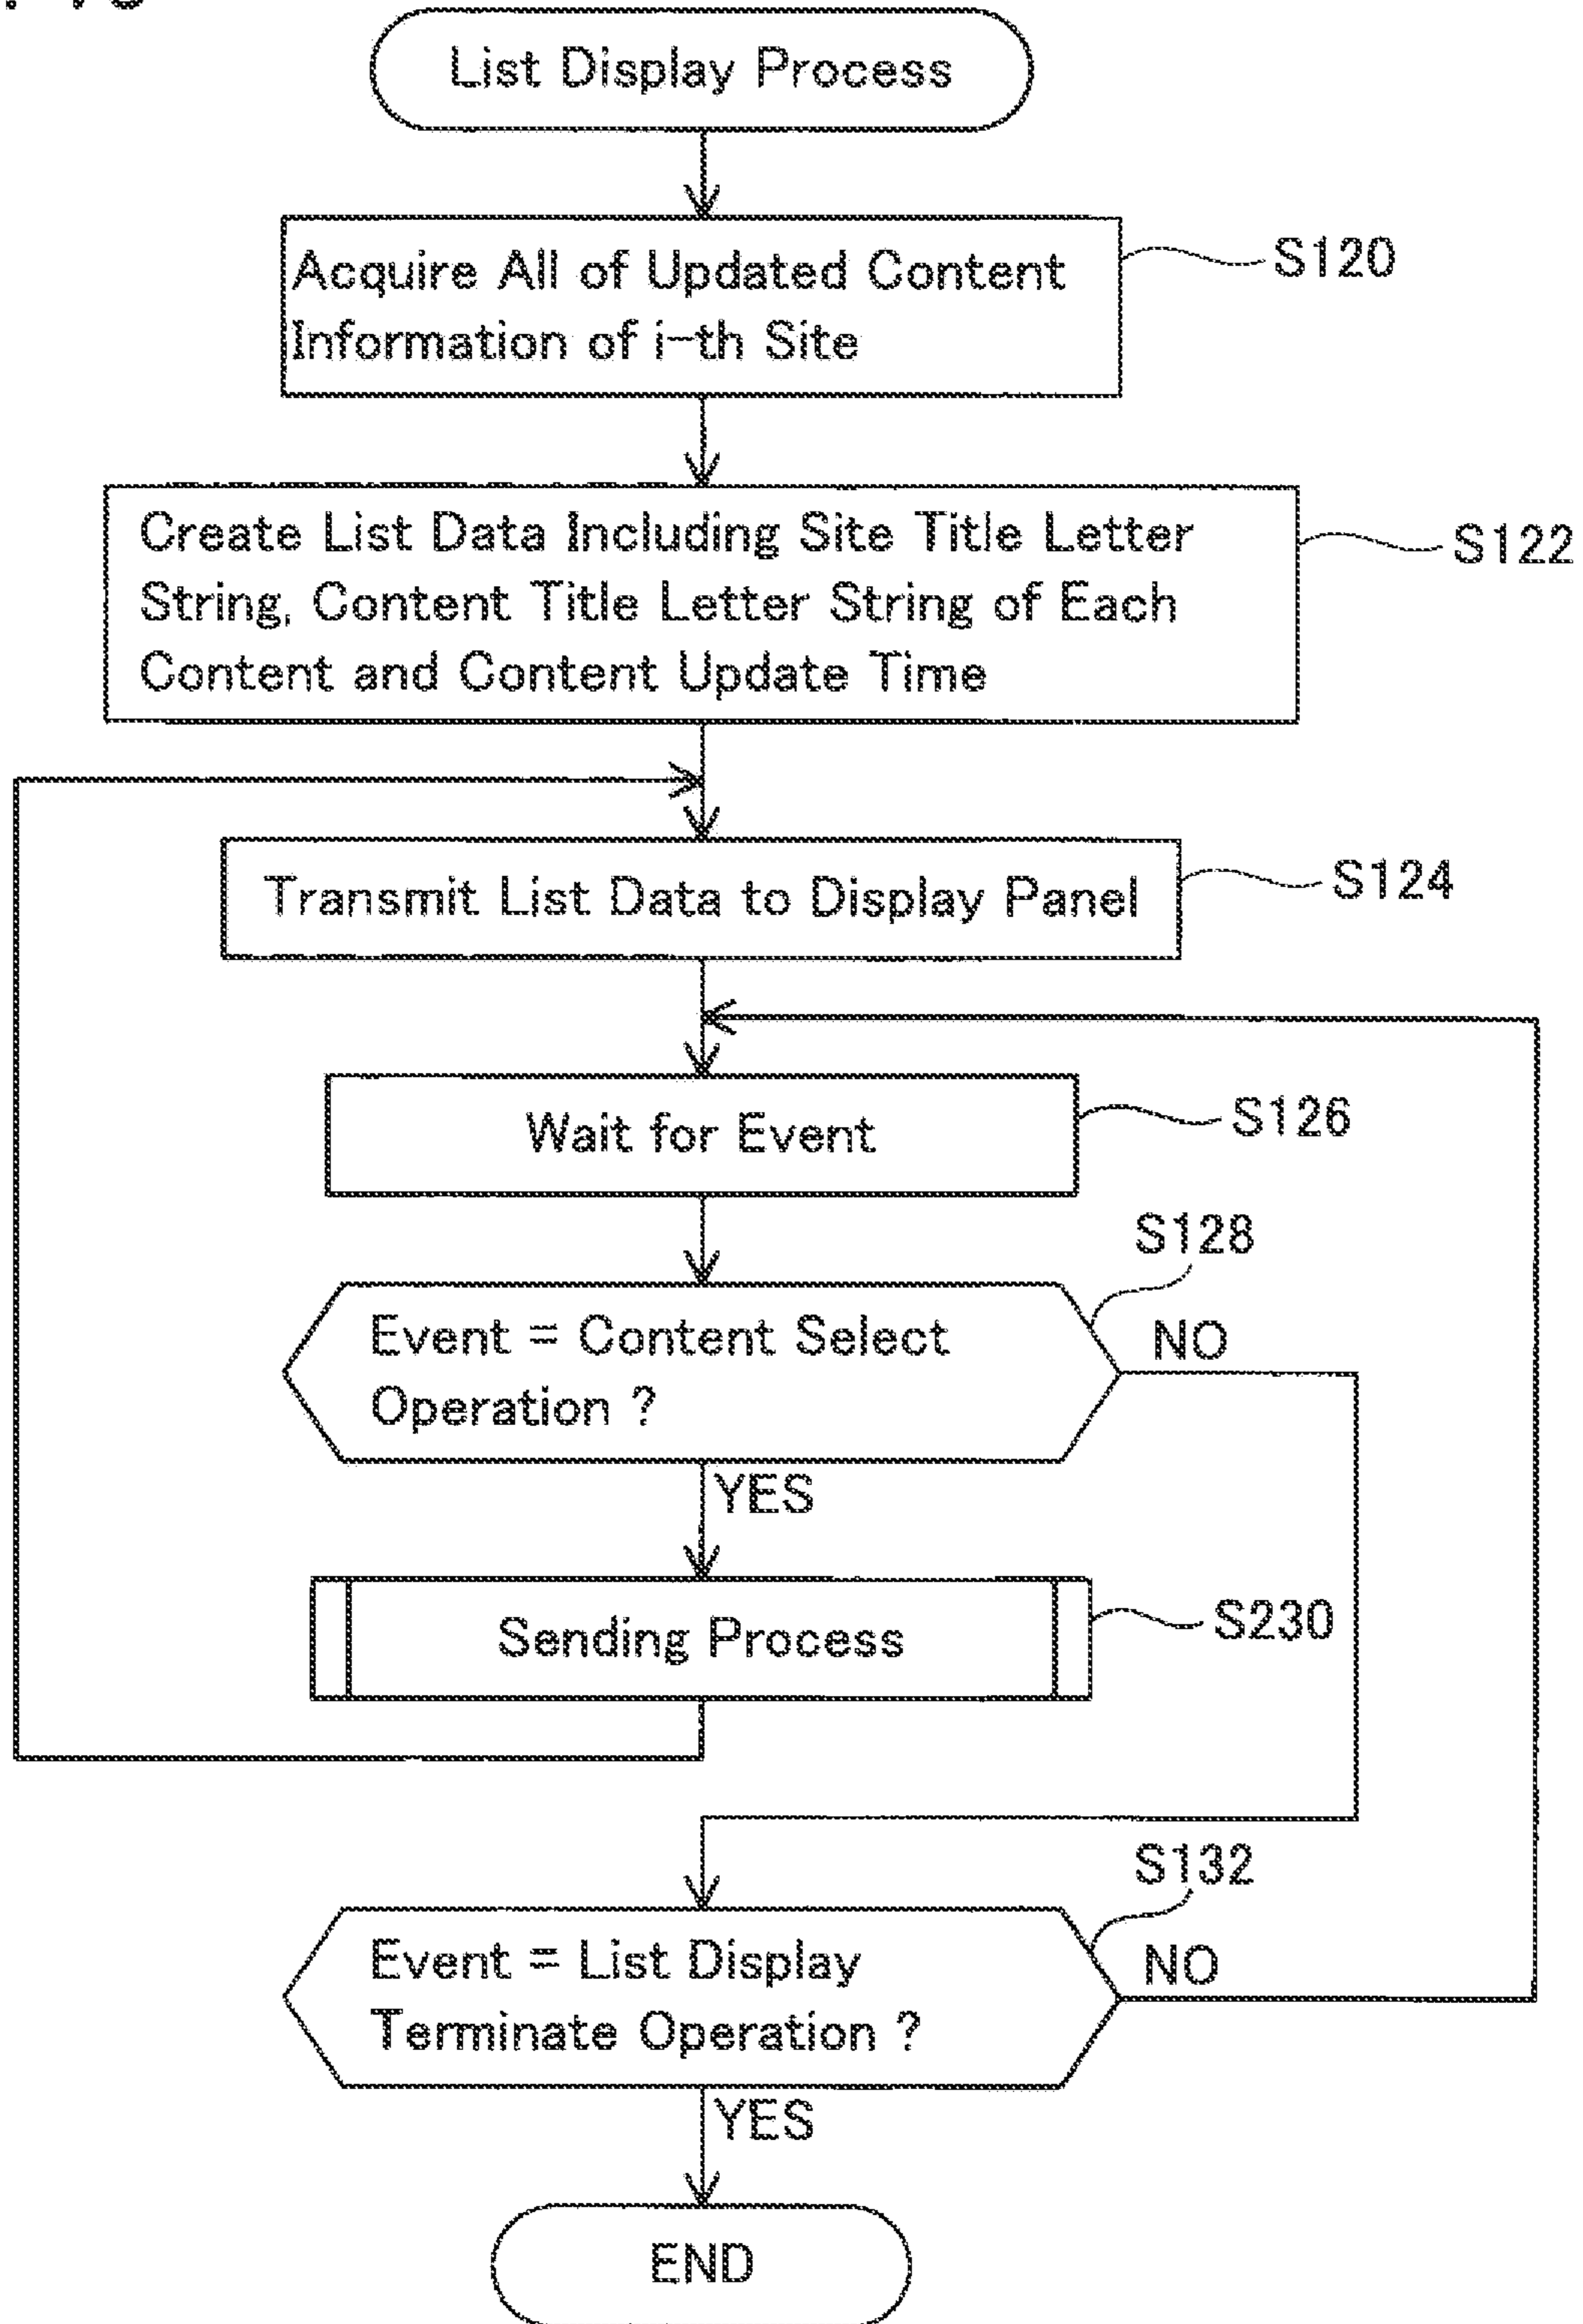 List Display Process
Acquire All of Updated Content
Information of i-th Site
S120
Create List Data Including Site Title Letter
String, Content Title Letter String of Each
Content and Content Update Time
S122
Transmit List Data to Display Panel
S124
Wait for Event
S126
S128
Event = Content Select
Operation ?
NO
YES
Sending Process
S230
S132
Event = List Display
Terminate Operation ?
NO
YES
END